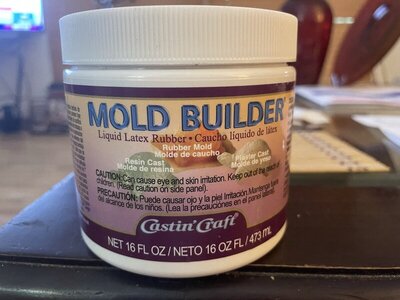 MOLD BUILDER
Liquid Latex Rubber • Caucho líquido de látex
Rubber Mold
Molde de caucho
Resin Cast
Molde de resina
Plaster Cast
Molde de yeso
CAUTION: Can cause eye and skin irritation. Keep out of the reach of
children. (Read caution on side panel).
PRECAUCIÓN: Puede causar ojo y la piel Irritación. Mantenga fuera
del alcance de los niños. (Lea la precauciónes en el panel lateral).
Castin' Craft
NET 16 FL OZ / NETO 16 OZ FL / 473 mL